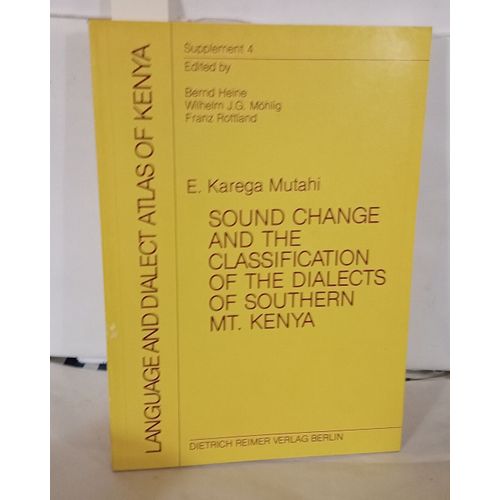 LANGUAGE AND DIALECT ATLAS OF KENYA
Supplement 4
Edited by
Bernd Heine
Wilhelm J.G. Möhlig
Franz Rottland
E. Karega Mutahi
SOUND CHANGE
AND THE
CLASSIFICATION
OF THE DIALECTS
OF SOUTHERN
MT. KENYA
DIETRICH REIMER VERLAG BERLIN